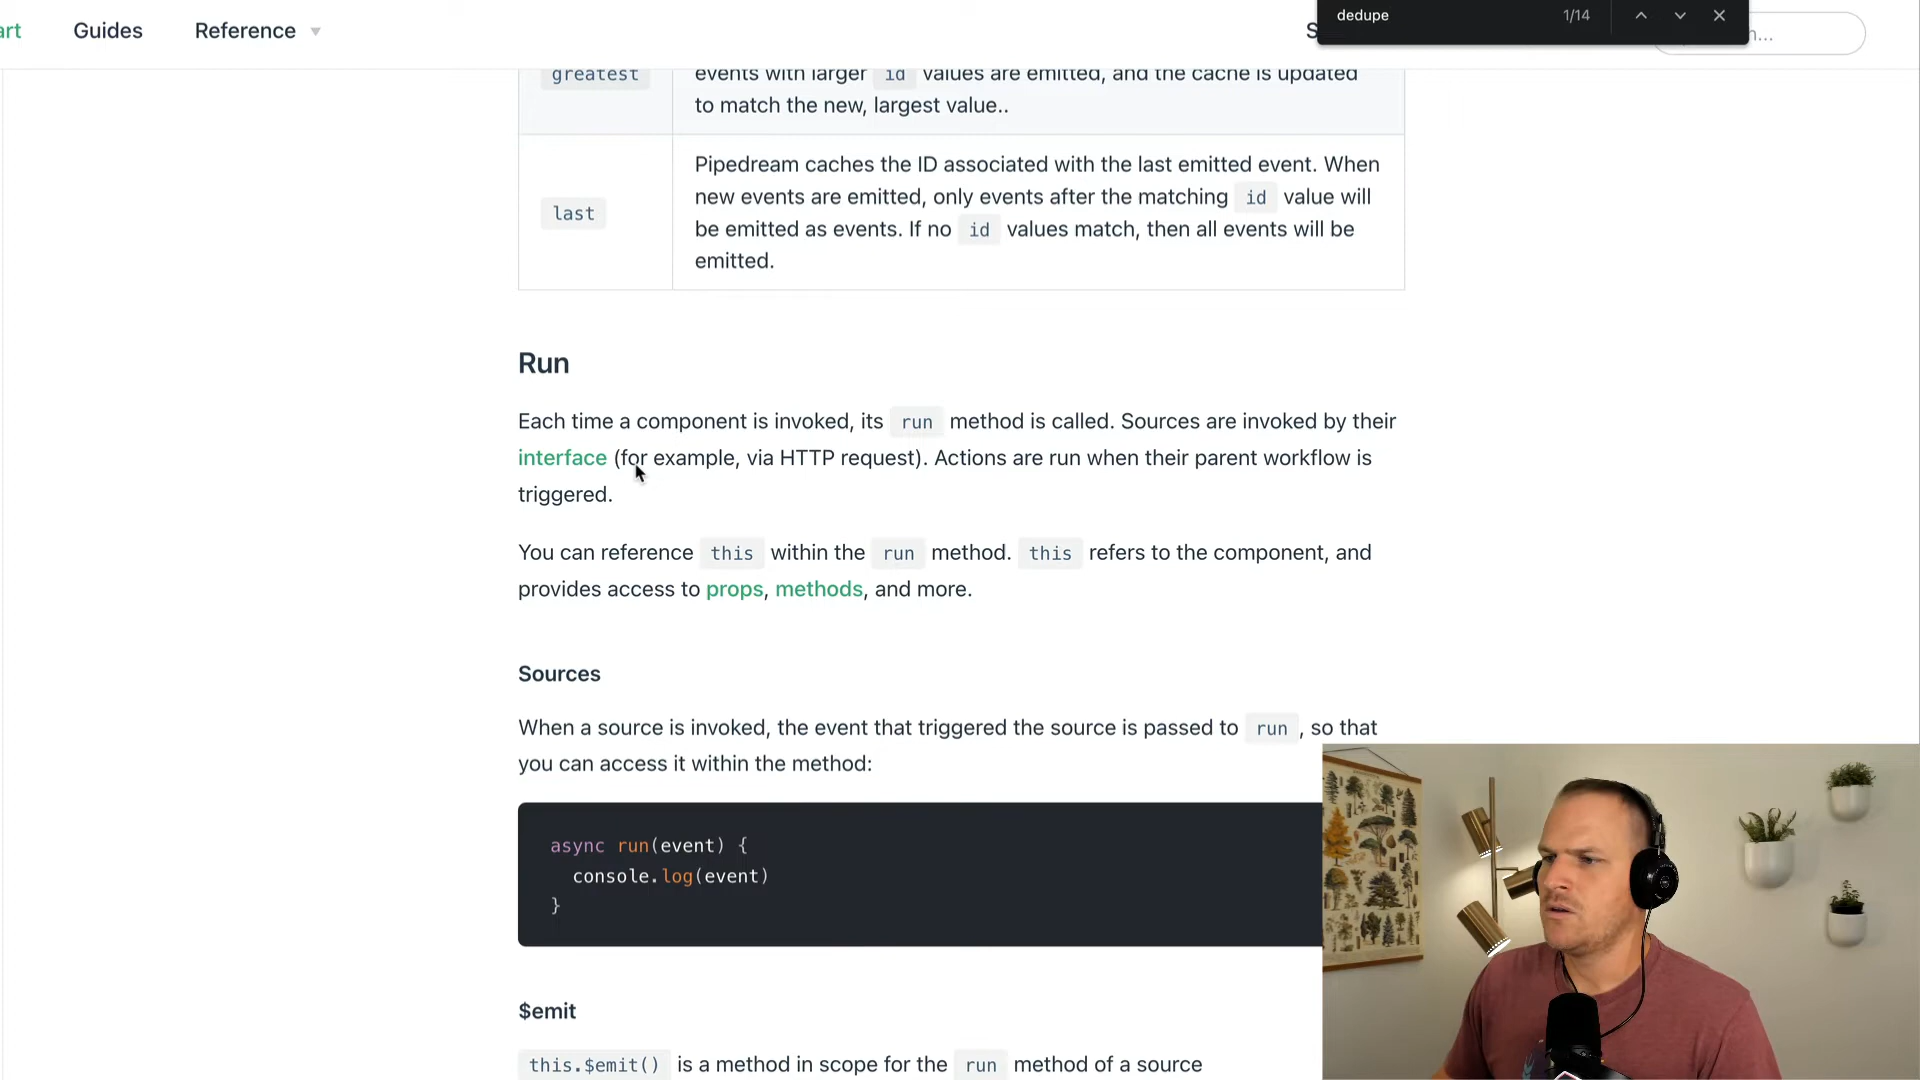 art Guides Reference
dedupe 1/14
S n...
greatest events with larger id values are emitted, and the cache is updated
to match the new, largest value..
Pipedream caches the ID associated with the last emitted event. When
new events are emitted, only events after the matching id value will
last be emitted as events. If no id values match, then all events will be
emitted.
Run
Each time a component is invoked, its run method is called. Sources are invoked by their
interface (for example, via HTTP request). Actions are run when their parent workflow is
triggered.
You can reference this within the run method. this refers to the component, and
provides access to props, methods, and more.
Sources
When a source is invoked, the event that triggered the source is passed to run , so that
you can access it within the method:
async run(event) {
console.log(event)
}
$emit
this.$emit() is a method in scope for the run method of a source